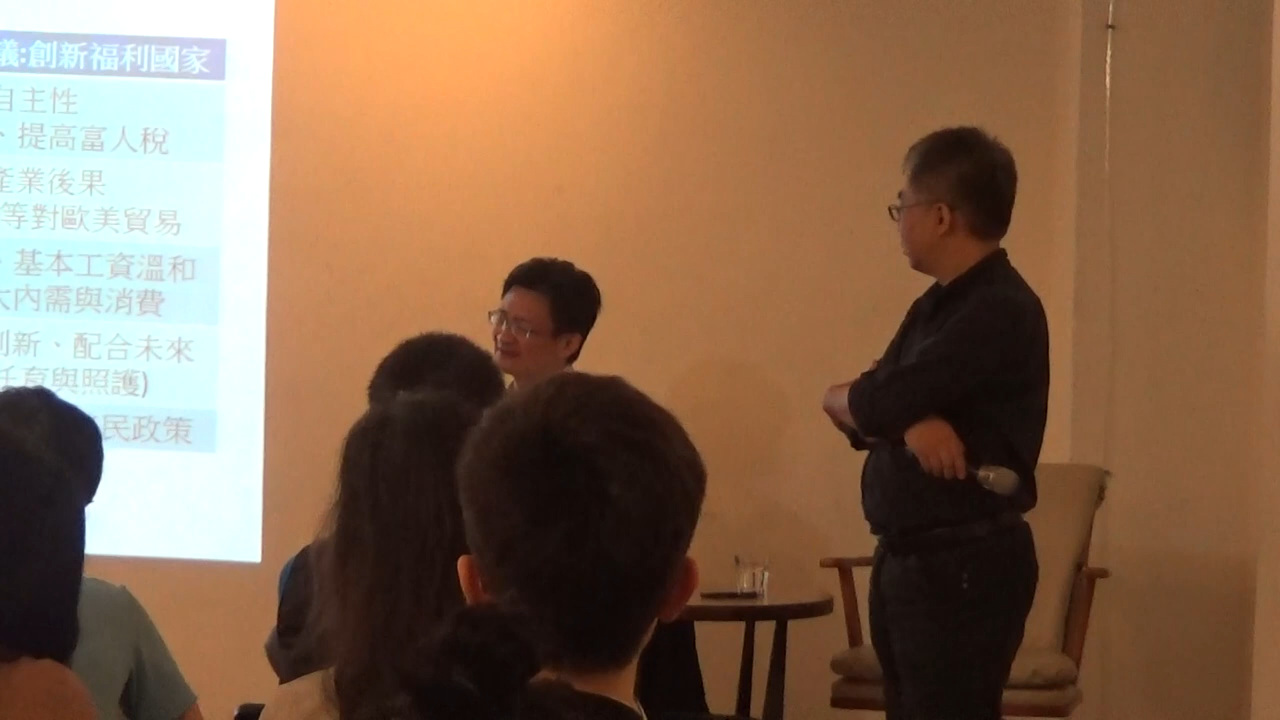 議:創新福利國家
自主性
、提高富人稅
產業後果
等對歐美貿易
，基本工資溫和
大內需與消費
創新、配合未來
托育與照護)
民政策